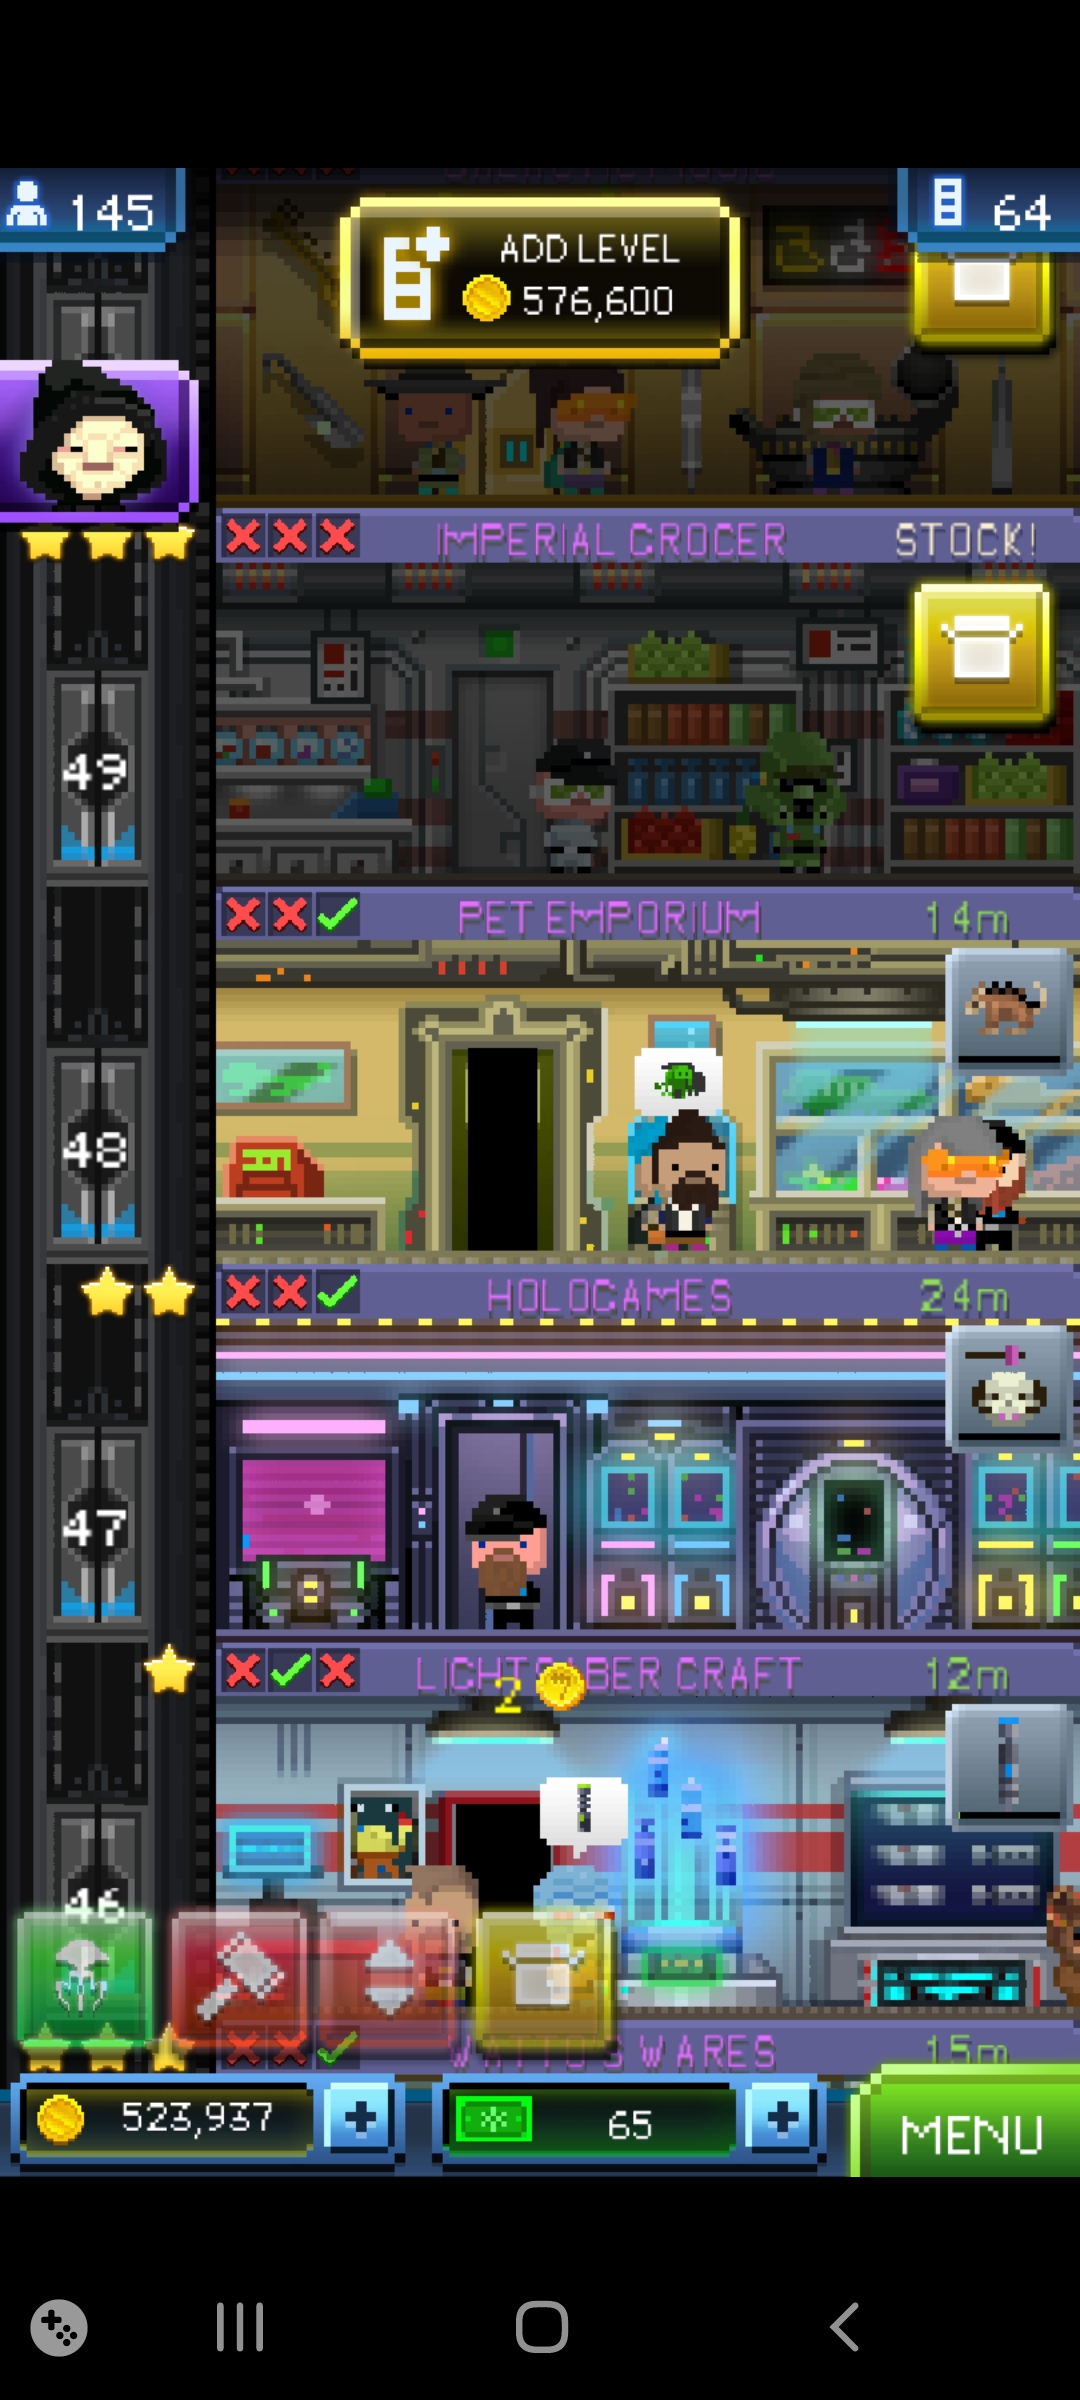 145
ADD LEVEL
576,600
64
IMPERIAL GROCER STOCK!
49
PET EMPORIUM 14m
48
HOLOGAMES 24m
47
LIGHTSABER CRAFT 12m
2
46
WATTO'S WARES 15m
523,937
65
MENU